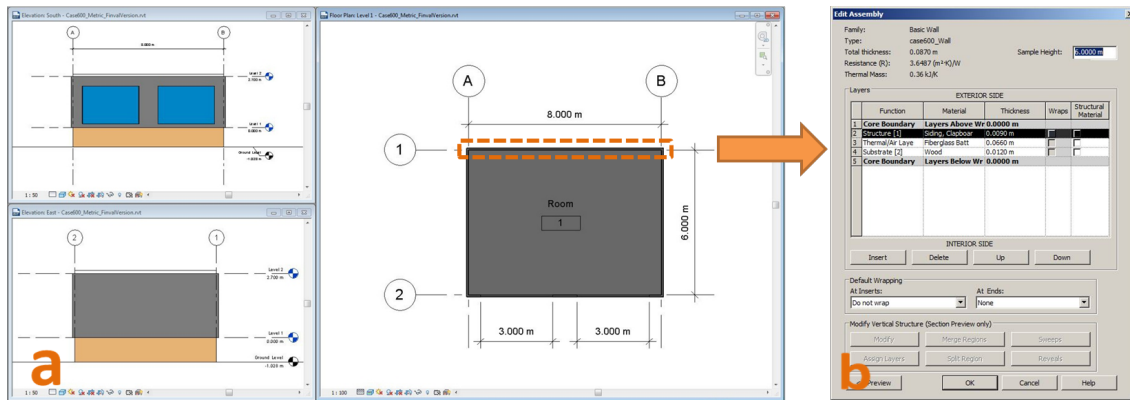 Elevation: South - Case600_Metric_FinvalVersion.rvt
A
B
8.000 m
Level 2
2.700 m
Level 1
0.000 m
Ground Level
-1.020 m
1 : 50
Elevation: East - Case600_Metric_FinvalVersion.rvt
2
1
Level 2
2.700 m
Level 1
0.000 m
Ground Level
-1.020 m
1 : 50
a
Floor Plan: Level 1 - Case600_Metric_FinvalVersion.rvt
A
B
8.000 m
1
Room
1
6.000 m
2
3.000 m
3.000 m
1 : 100
Edit Assembly
Family: Basic Wall
Type: case600_Wall
Total thickness: 0.0870 m Sample Height: 6.0000 m
Resistance (R): 3.6487 (m²·K)/W
Thermal Mass: 0.36 kJ/K
Layers
EXTERIOR SIDE
Function Material Thickness Wraps Structural Material
1 Core Boundary Layers Above Wr 0.0000 m
2 Structure [1] Siding, Clapboar 0.0090 m
3 Thermal/Air Laye Fiberglass Batt 0.0660 m
4 Substrate [2] Wood 0.0120 m
5 Core Boundary Layers Below Wr 0.0000 m
INTERIOR SIDE
Insert Delete Up Down
Default Wrapping
At Inserts: At Ends:
Do not wrap None
Modify Vertical Structure (Section Preview only)
Modify Merge Regions Sweeps
Assign Layers Split Region Reveals
Preview OK Cancel Help
b